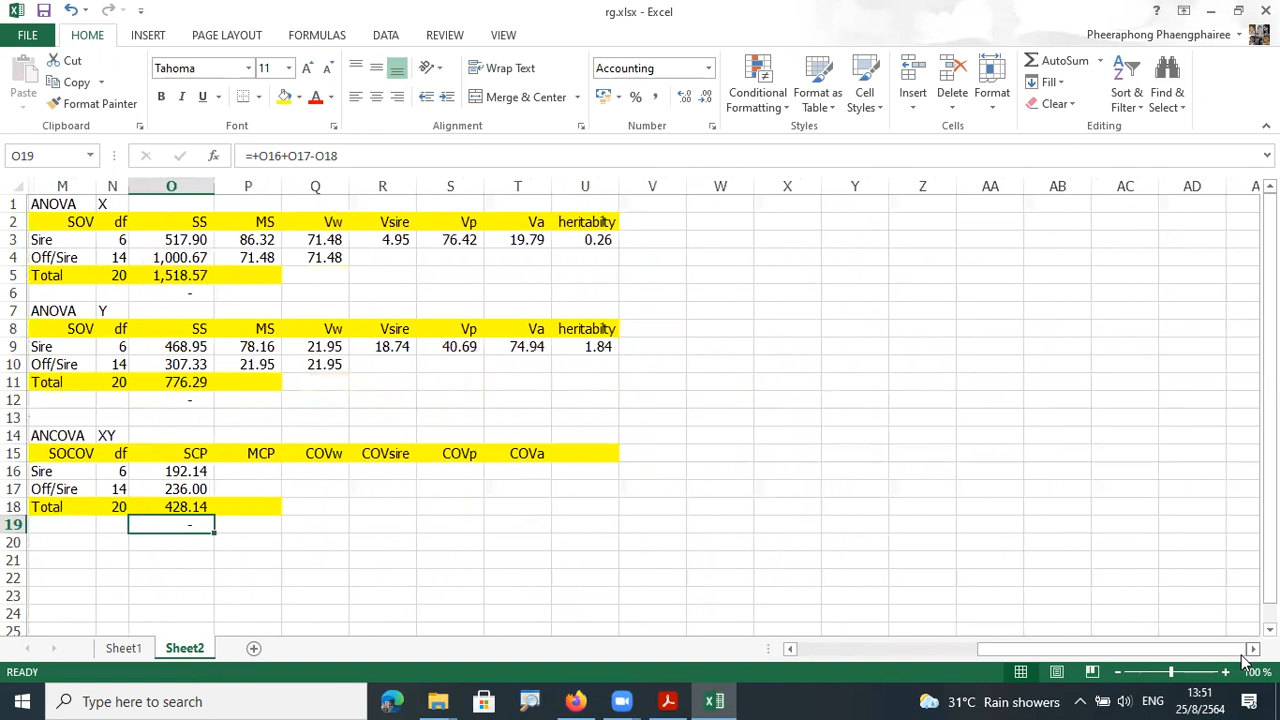 rg.xlsx - Excel
FILE HOME INSERT PAGE LAYOUT FORMULAS DATA REVIEW VIEW Pheeraphong Phaengphairee
Cut
Copy
Format Painter
Paste
Clipboard
Tahoma 11
B I U A
Font
Wrap Text
Merge & Center
Alignment
Accounting
%
Number
Conditional Formatting
Format as Table
Cell Styles
Styles
Insert Delete Format
Cells
AutoSum
Fill
Clear
Sort & Filter
Find & Select
Editing
O19 fx =+O16+O17-O18
M N O P Q R S T U V W X Y Z AA AB AC AD A
1 ANOVA X
2 SOV df SS MS Vw Vsire Vp Va heritabilty
3 Sire 6 517.90 86.32 71.48 4.95 76.42 19.79 0.26
4 Off/Sire 14 1,000.67 71.48 71.48
5 Total 20 1,518.57
6 -
7 ANOVA Y
8 SOV df SS MS Vw Vsire Vp Va heritabilty
9 Sire 6 468.95 78.16 21.95 18.74 40.69 74.94 1.84
10 Off/Sire 14 307.33 21.95 21.95
11 Total 20 776.29
12 -
13
14 ANCOVA XY
15 SOCOV df SCP MCP COVw COVsire COVp COVa
16 Sire 6 192.14
17 Off/Sire 14 236.00
18 Total 20 428.14
19 -
20
21
22
23
24
25
Sheet1 Sheet2
READY 100 %
Type here to search 31°C Rain showers ENG 13:51
25/8/2564